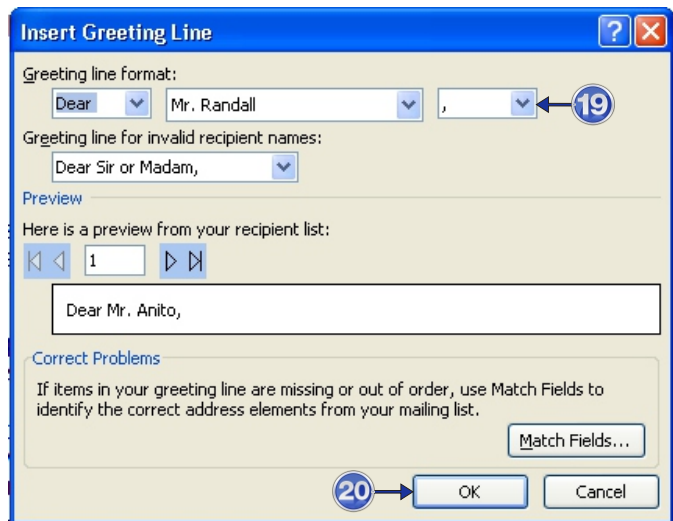 Insert Greeting Line
Greeting line format:
Dear Mr. Randall , 19
Greeting line for invalid recipient names:
Dear Sir or Madam,
Preview
Here is a preview from your recipient list:
1
Dear Mr. Anito,
Correct Problems
If items in your greeting line are missing or out of order, use Match Fields to
identify the correct address elements from your mailing list.
Match Fields...
20 OK Cancel